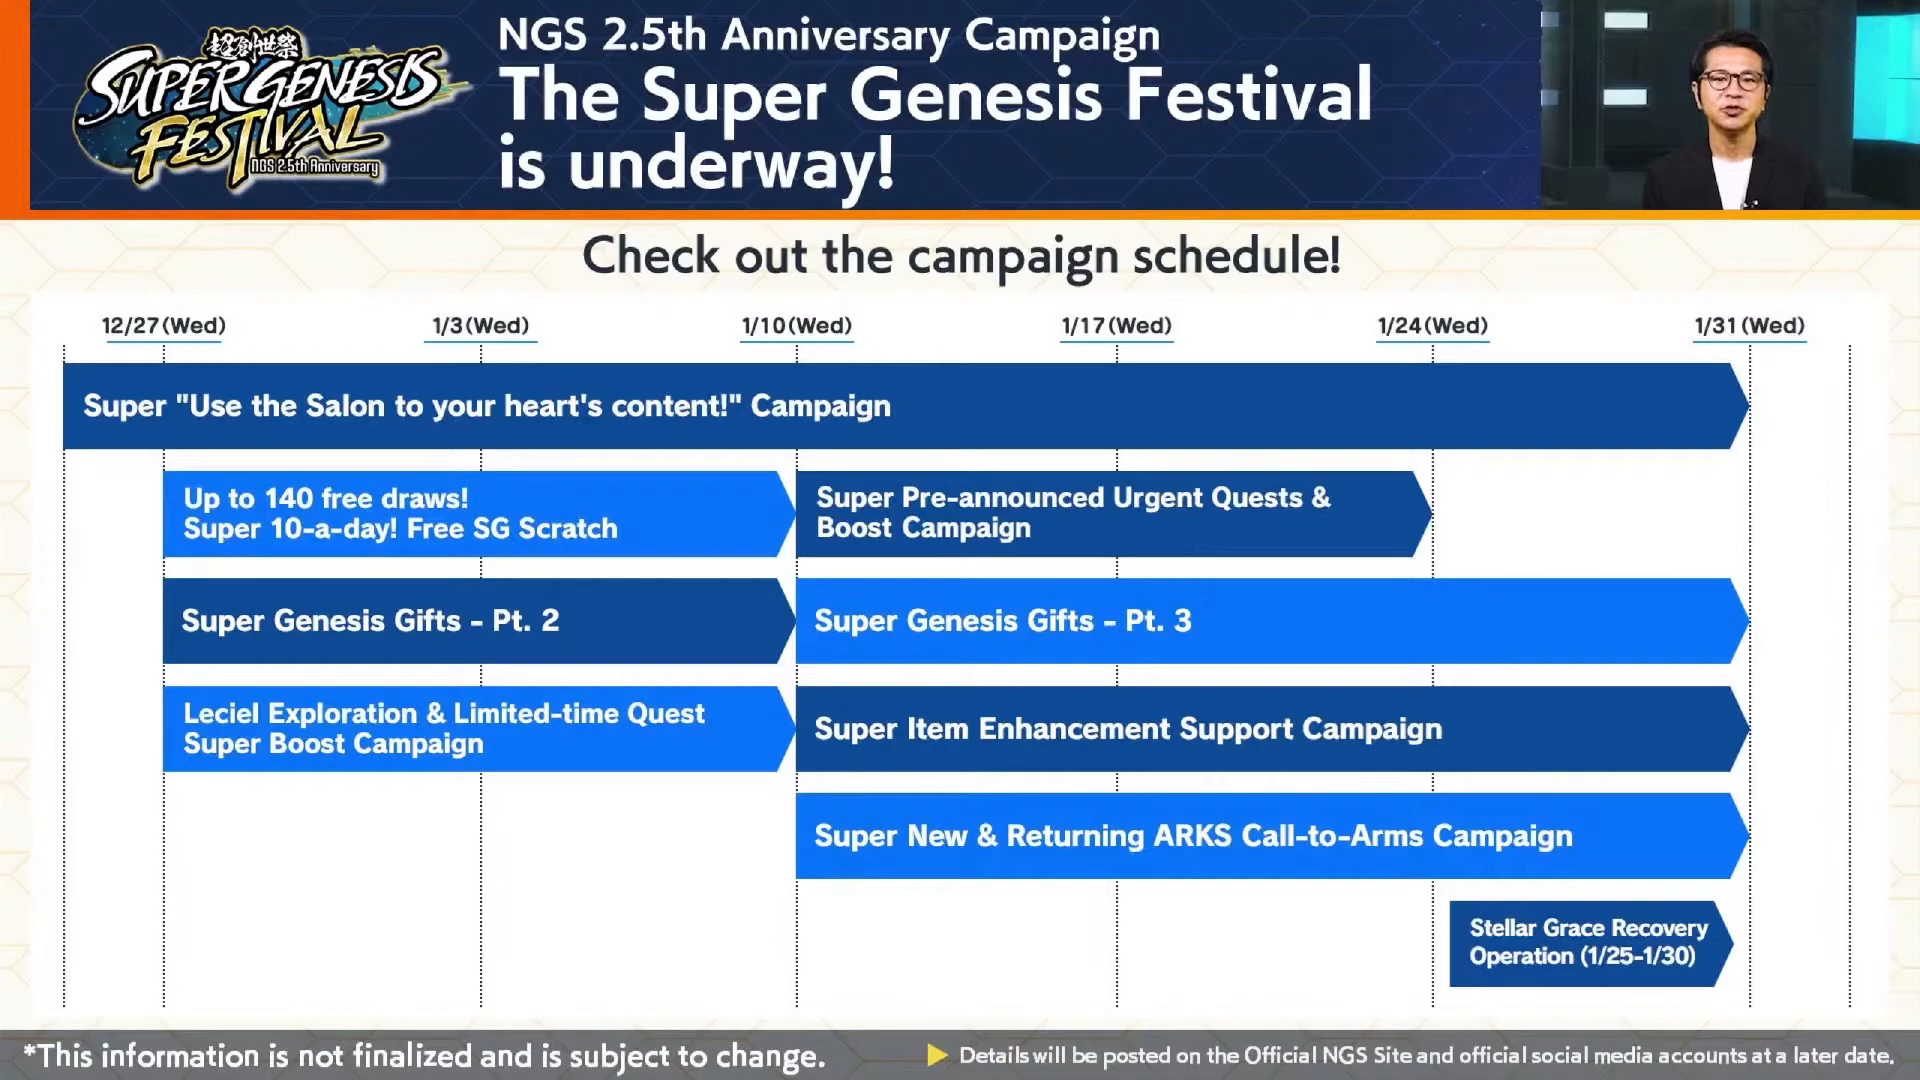 超創世祭
SUPER GENESIS
FESTIVAL
NGS 2.5th Anniversary
NGS 2.5th Anniversary Campaign
The Super Genesis Festival
is underway!
Check out the campaign schedule!
12/27(Wed) 1/3(Wed) 1/10(Wed) 1/17(Wed) 1/24(Wed) 1/31(Wed)
Super "Use the Salon to your heart's content!" Campaign
Up to 140 free draws!
Super 10-a-day! Free SG Scratch
Super Pre-announced Urgent Quests &
Boost Campaign
Super Genesis Gifts - Pt. 2
Super Genesis Gifts - Pt. 3
Leciel Exploration & Limited-time Quest
Super Boost Campaign
Super Item Enhancement Support Campaign
Super New & Returning ARKS Call-to-Arms Campaign
Stellar Grace Recovery
Operation (1/25-1/30)
*This information is not finalized and is subject to change.
Details will be posted on the Official NGS Site and official social media accounts at a later date.